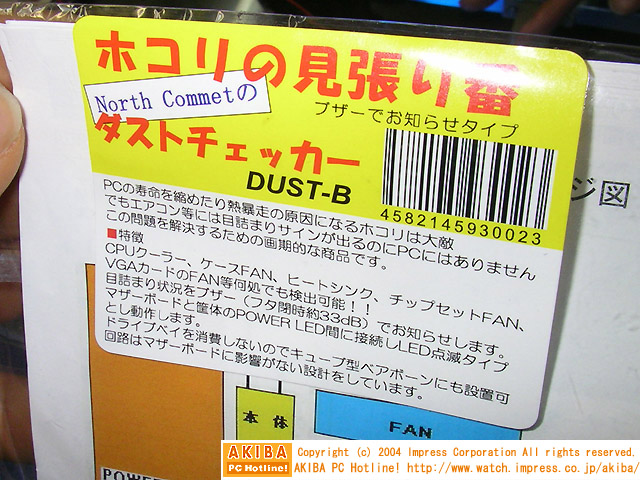 ホコリの見張り番
North Commetの
ブザーでお知らせタイプ
ダストチェッカー
DUST-B
4582145930023
ジ図
PCの寿命を縮めたり熱暴走の原因になるホコリは大敵
でもエアコン等には目詰まりサインが出るのにPCにはありません
この問題を解決するための画期的な商品です。
■特徴
CPUクーラー、ケースFAN、ヒートシンク、チップセットFAN、
VGAカードのFAN等何処でも検出可能！！
目詰まり状況をブザー（フタ閉時約33dB）でお知らせします。
マザーボードと筐体のPOWER LED間に接続しLED点滅タイプ
とし動作します。
ドライブベイを消費しないのでキューブ型ベアボーンにも設置可
回路はマザーボードに影響がない設計をしています。
本体
FAN
POWER
AKIBA
PC Hotline!
Copyright (c) 2004 Impress Corporation All rights reserved.
AKIBA PC Hotline! http://www.watch.impress.co.jp/akiba/